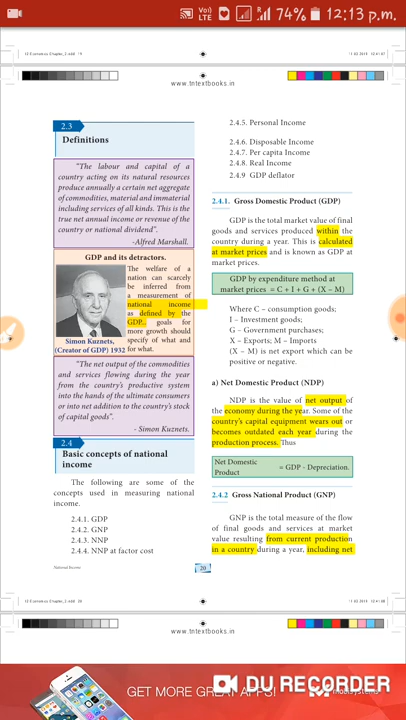 Vo)
LTE
R
74%
12:13 p.m.
www.tntextbooks.in
2.3
Definitions
"The labour and capital of a
country acting on its natural resources
produce annually a certain net aggregate
of commodities, material and immaterial
including services of all kinds. This is the
true net annual income or revenue of the
country or national dividend".
-Alfred Marshall.
GDP and its detractors.
The welfare of a
nation can scarcely
be inferred from
a measurement of
national income
as defined by the
GDP... goals for
more growth should
specify of what and
for what.
Simon Kuznets,
(Creator of GDP) 1932
"The net output of the commodities
and services flowing during the year
from the country's productive system
into the hands of the ultimate consumers
or into net addition to the country's stock
of capital goods".
- Simon Kuznets.
2.4
Basic concepts of national
income
The following are some of the
concepts used in measuring national
income.
2.4.1. GDP
2.4.2. GNP
2.4.3. NNP
2.4.4. NNP at factor cost
2.4.5. Personal Income
2.4.6. Disposable Income
2.4.7. Per capita Income
2.4.8. Real Income
2.4.9 GDP deflator
2.4.1. Gross Domestic Product (GDP)
GDP is the total market value of final
goods and services produced within the
country during a year. This is calculated
at market prices and is known as GDP at
market prices.
GDP by expenditure method at
market prices = C + I + G + (X – M)
Where C – consumption goods;
I – Investment goods;
G – Government purchases;
X – Exports; M – Imports
(X – M) is net export which can be
positive or negative.
a) Net Domestic Product (NDP)
NDP is the value of net output of
the economy during the year. Some of the
country's capital equipment wears out or
becomes outdated each year during the
production process. Thus
Net Domestic
Product = GDP - Depreciation.
2.4.2 Gross National Product (GNP)
GNP is the total measure of the flow
of final goods and services at market
value resulting from current production
in a country during a year, including net
National Income
20
www.tntextbooks.in
GET MORE GREAT APPS!
DU RECORDER